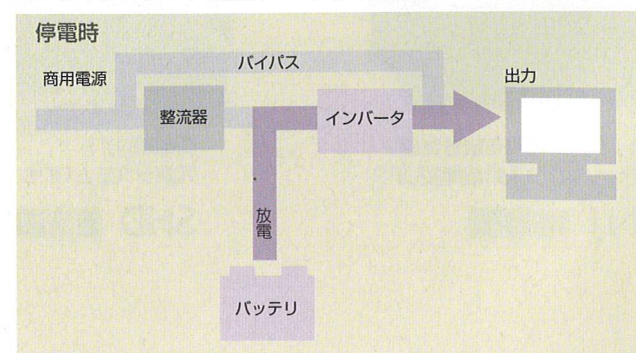 停電時
商用電源
バイパス
出力
整流器
インバータ
放電
バッテリ